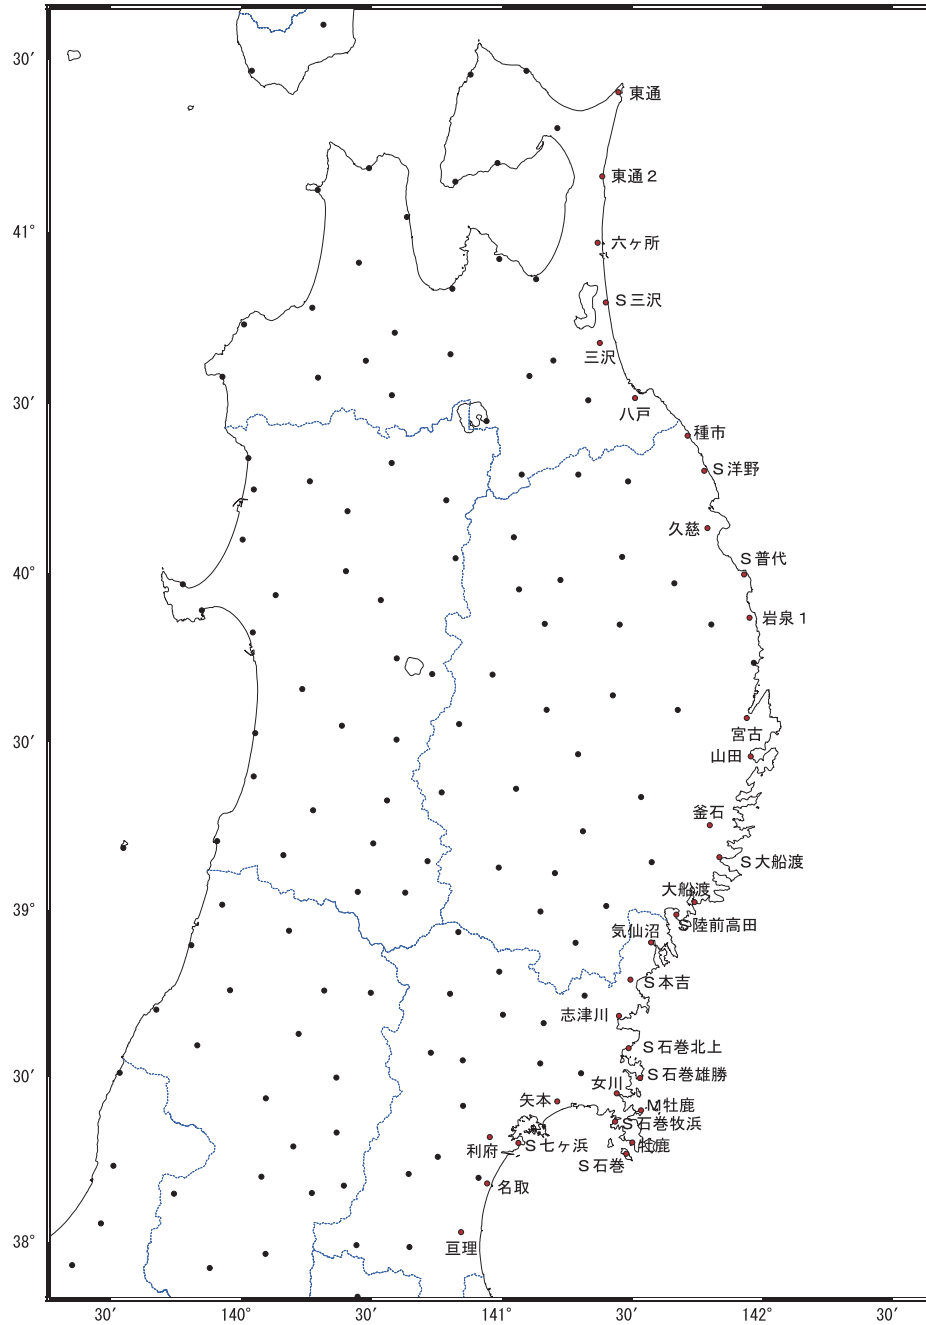 30′
東通
東通２
41°
六ヶ所
Ｓ三沢
三沢
30′
八戸
種市
Ｓ洋野
久慈
Ｓ普代
40°
岩泉１
宮古
30′
山田
釜石
Ｓ大船渡
大船渡
39°
Ｓ陸前高田
気仙沼
Ｓ本吉
志津川
Ｓ石巻北上
30′
Ｓ石巻雄勝
女川
矢本
Ｍ牡鹿
Ｓ石巻牧浜
利府
Ｓ七ヶ浜
牡鹿
Ｓ石巻
名取
亘理
38°
30′
140°
30′
141°
30′
142°
30′